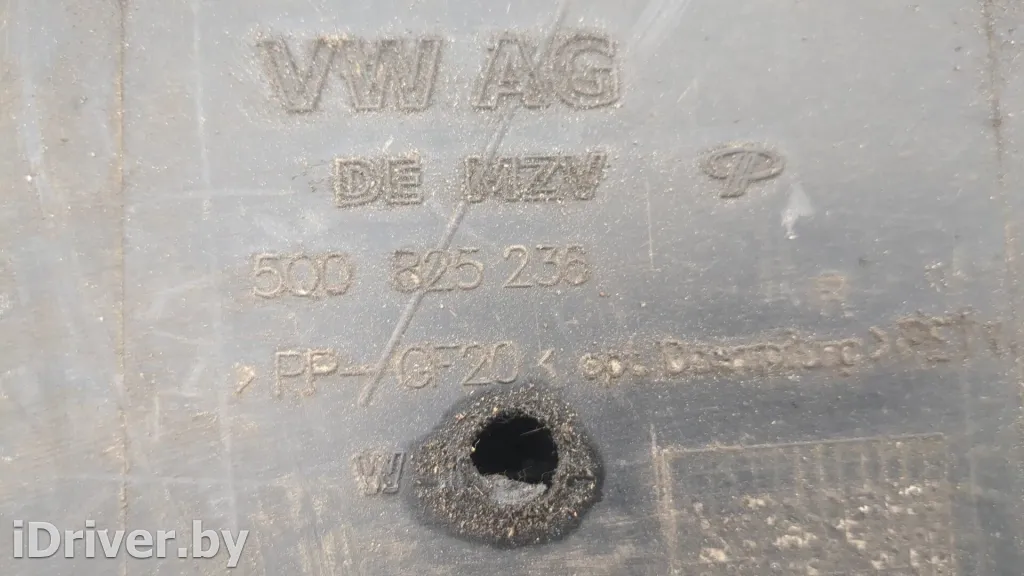 VW AG
DE MZV
5Q0 825 236
>PP-GF20<
W
iDriver.by